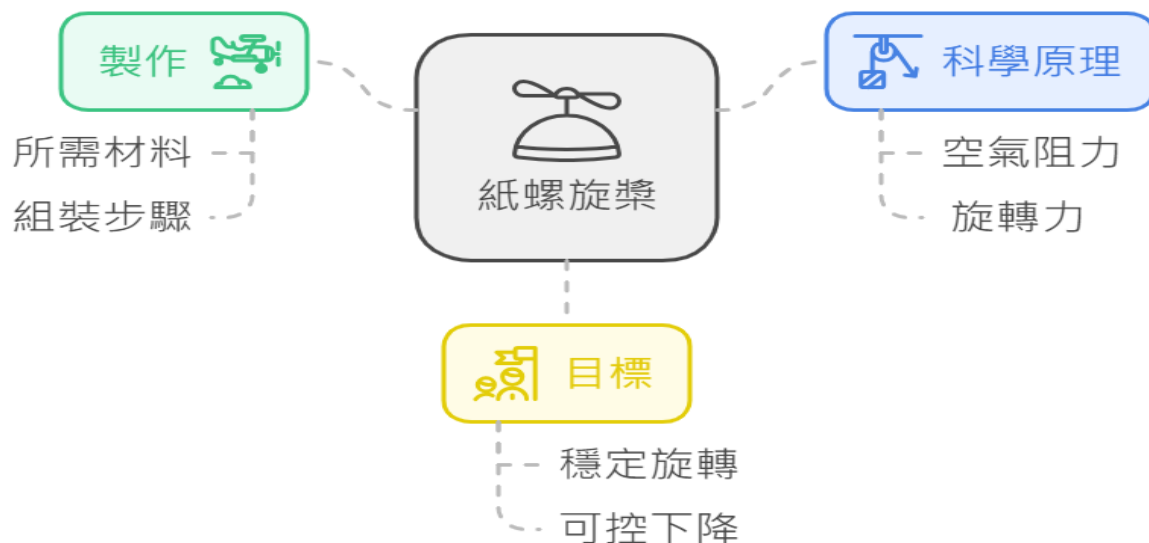 製作
所需材料
組裝步驟
紙螺旋槳
科學原理
空氣阻力
旋轉力
目標
穩定旋轉
可控下降